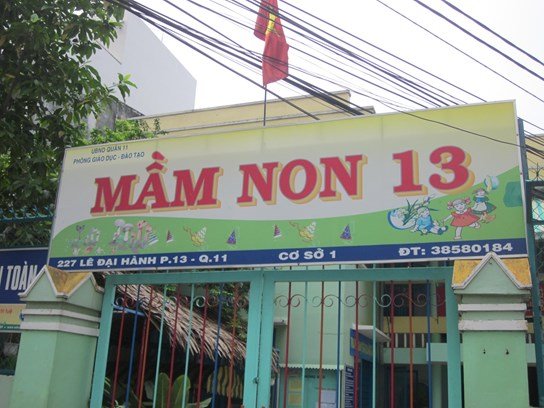 UBND QUẬN 11
PHÒNG GIÁO DỤC - ĐÀO TẠO
MẦM NON 13
227 LÊ ĐẠI HÀNH P.13 - Q.11 CƠ SỞ 1 ĐT: 38580184
TOÀN